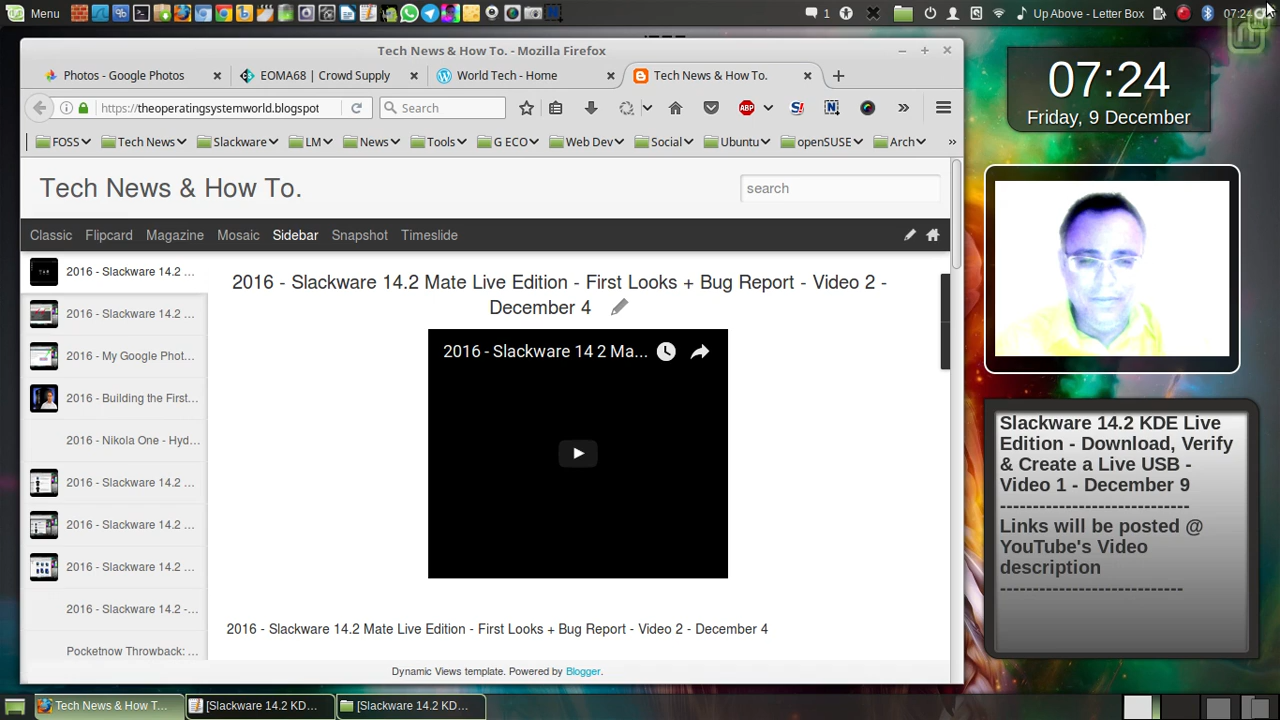 Menu
1
Up Above - Letter Box
07:24
Tech News & How To. - Mozilla Firefox
Photos - Google Photos
EOMA68 | Crowd Supply
World Tech - Home
Tech News & How To.
https://theoperatingsystemworld.blogspot
Search
ABP
S!
N
FOSS
Tech News
Slackware
LM
News
Tools
G ECO
Web Dev
Social
Ubuntu
openSUSE
Arch
»
Tech News & How To.
search
Classic
Flipcard
Magazine
Mosaic
Sidebar
Snapshot
Timeslide
2016 - Slackware 14.2 ...
2016 - Slackware 14.2 ...
2016 - My Google Phot...
2016 - Building the First...
2016 - Nikola One - Hyd...
2016 - Slackware 14.2 ...
2016 - Slackware 14.2 ...
2016 - Slackware 14.2 ...
2016 - Slackware 14.2 -...
Pocketnow Throwback: ...
2016 - Slackware 14.2 Mate Live Edition - First Looks + Bug Report - Video 2 -
December 4
2016 - Slackware 14 2 Ma...
2016 - Slackware 14.2 Mate Live Edition - First Looks + Bug Report - Video 2 - December 4
Dynamic Views template. Powered by Blogger.
07:24
Friday, 9 December
Slackware 14.2 KDE Live
Edition - Download, Verify
& Create a Live USB -
Video 1 - December 9
----------------------------
Links will be posted @
YouTube's Video
description
---------------------------
Tech News & How T...
[Slackware 14.2 KD...
[Slackware 14.2 KD...